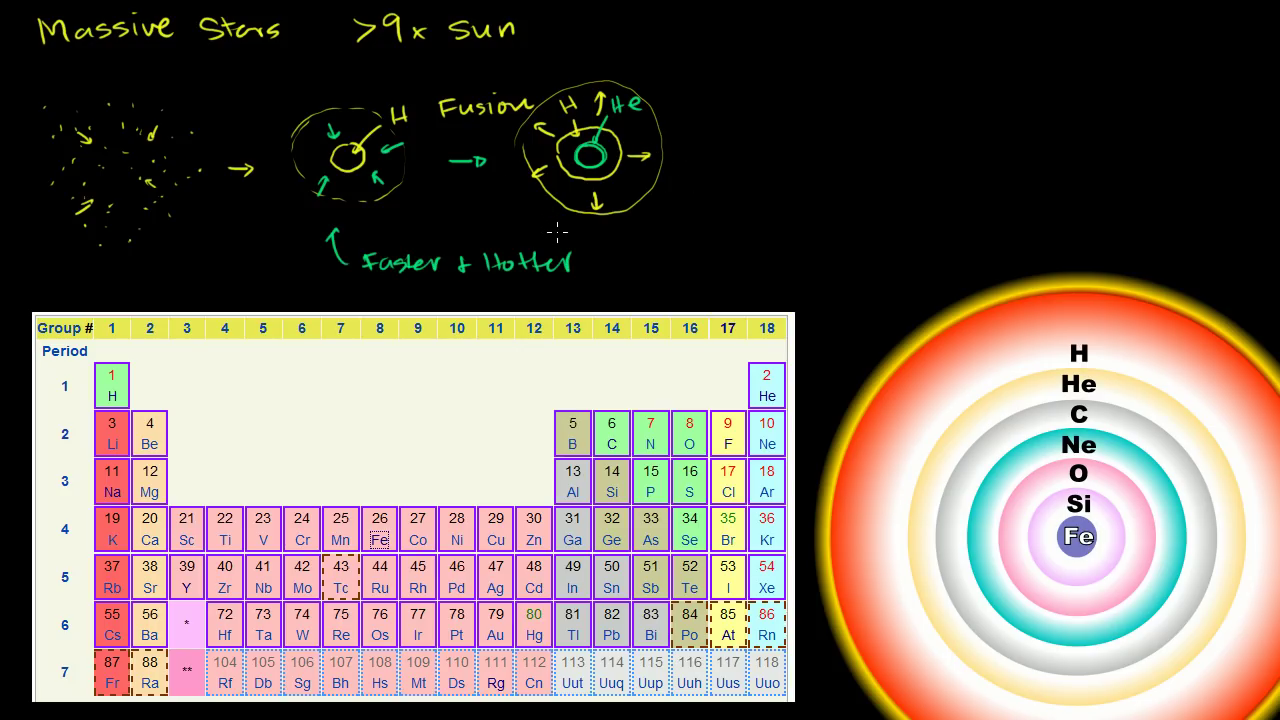 Massive Stars >9x Sun
H Fusion H He
Faster + Hotter
Group # 1 2 3 4 5 6 7 8 9 10 11 12 13 14 15 16 17 18
Period
1 1 H 2 He
2 3 Li 4 Be 5 B 6 C 7 N 8 O 9 F 10 Ne
3 11 Na 12 Mg 13 Al 14 Si 15 P 16 S 17 Cl 18 Ar
4 19 K 20 Ca 21 Sc 22 Ti 23 V 24 Cr 25 Mn 26 Fe 27 Co 28 Ni 29 Cu 30 Zn 31 Ga 32 Ge 33 As 34 Se 35 Br 36 Kr
5 37 Rb 38 Sr 39 Y 40 Zr 41 Nb 42 Mo 43 Tc 44 Ru 45 Rh 46 Pd 47 Ag 48 Cd 49 In 50 Sn 51 Sb 52 Te 53 I 54 Xe
6 55 Cs 56 Ba * 72 Hf 73 Ta 74 W 75 Re 76 Os 77 Ir 78 Pt 79 Au 80 Hg 81 Tl 82 Pb 83 Bi 84 Po 85 At 86 Rn
7 87 Fr 88 Ra ** 104 Rf 105 Db 106 Sg 107 Bh 108 Hs 109 Mt 110 Ds 111 Rg 112 Cn 113 Uut 114 Uuq 115 Uup 116 Uuh 117 Uus 118 Uuo
H
He
C
Ne
O
Si
Fe